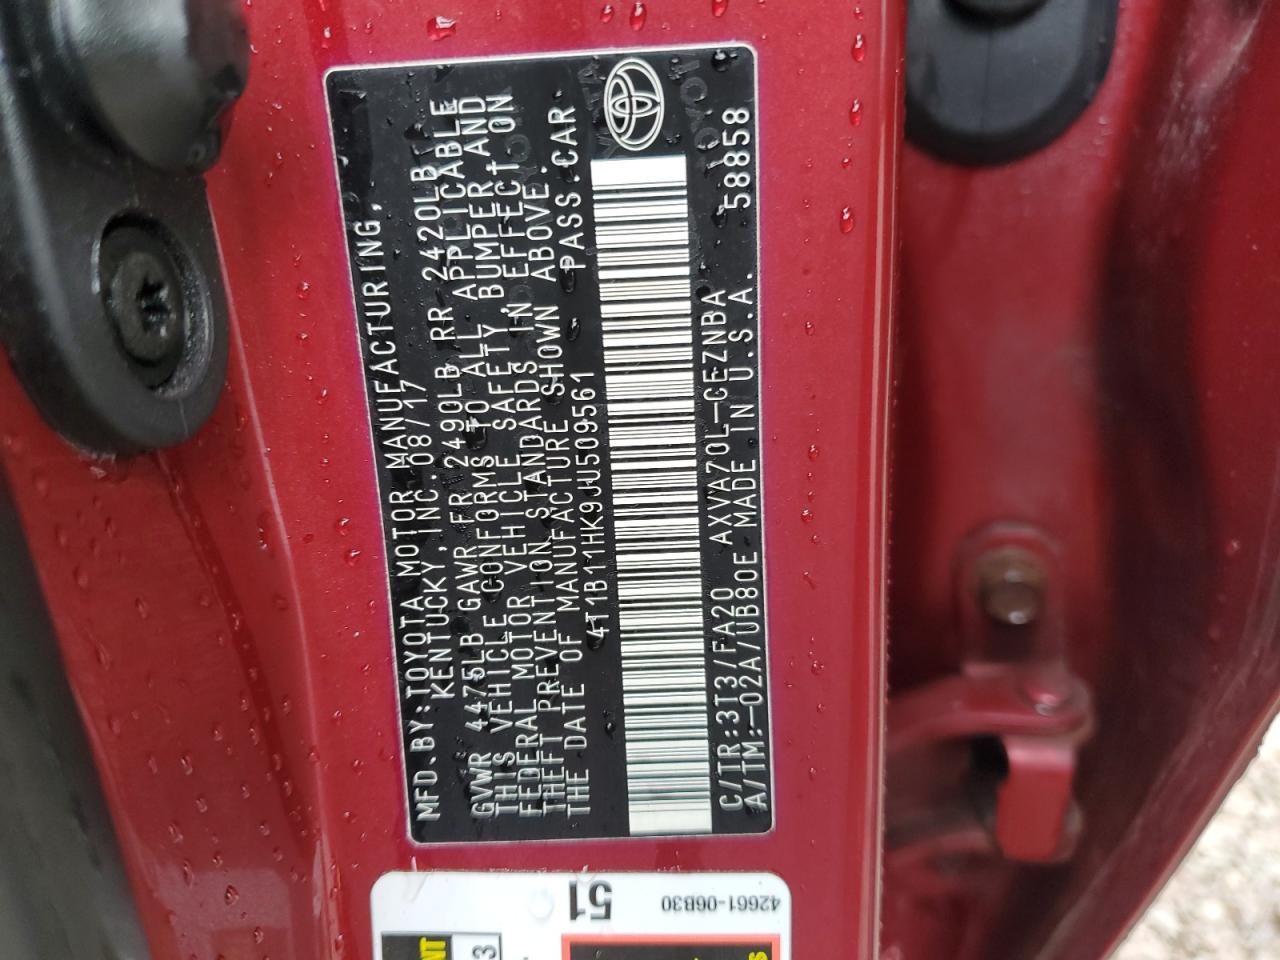 MFD.BY:TOYOTA MOTOR MANUFACTURING,
KENTUCKY,INC. 08/17
GVWR 4475LB GAWR FR 2490LB RR 2420LB
THIS VEHICLE CONFORMS TO ALL APPLICABLE
FEDERAL MOTOR VEHICLE SAFETY,BUMPER,AND
THEFT PREVENTION STANDARDS IN EFFECT ON
THE DATE OF MANUFACTURE SHOWN ABOVE.
4T1B11HK9JU509561 PASS.CAR
C/TR:3T3/FA20 AXVA70L-CEZNBA 58858
A/TM:-02A/UB80E MADE IN U.S.A.
51
42661-06B30